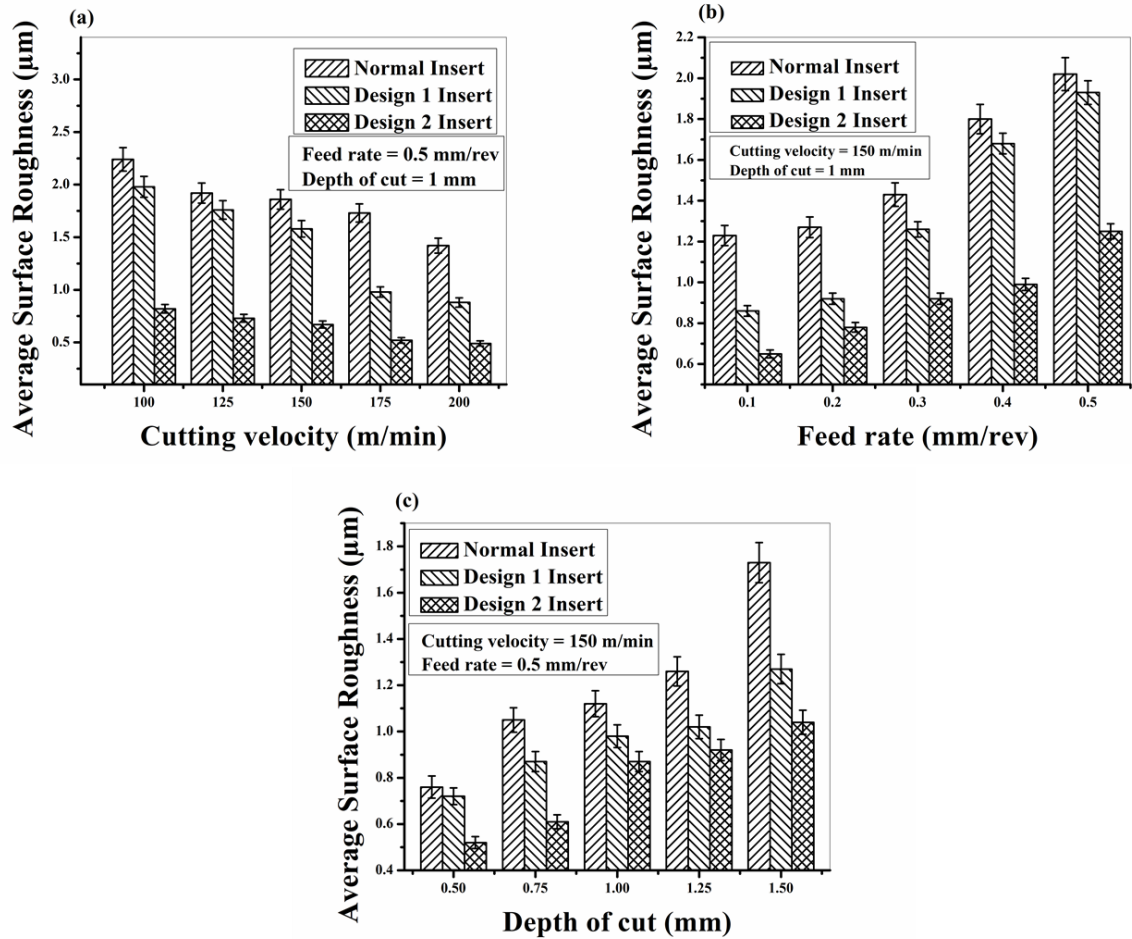 (a)
Average Surface Roughness (μm)
3.0
2.5
2.0
1.5
1.0
0.5
Normal Insert
Design 1 Insert
Design 2 Insert
Feed rate = 0.5 mm/rev
Depth of cut = 1 mm
100
125
150
175
200
Cutting velocity (m/min)
(b)
Average Surface Roughness (μm)
2.2
2.0
1.8
1.6
1.4
1.2
1.0
0.8
0.6
Normal Insert
Design 1 Insert
Design 2 Insert
Cutting velocity = 150 m/min
Depth of cut = 1 mm
0.1
0.2
0.3
0.4
0.5
Feed rate (mm/rev)
(c)
Average Surface Roughness (μm)
1.8
1.6
1.4
1.2
1.0
0.8
0.6
0.4
Normal Insert
Design 1 Insert
Design 2 Insert
Cutting velocity = 150 m/min
Feed rate = 0.5 mm/rev
0.50
0.75
1.00
1.25
1.50
Depth of cut (mm)